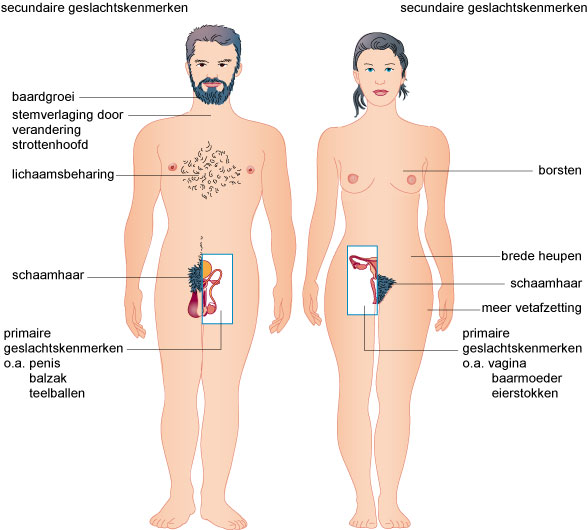 secundaire geslachtskenmerken
baardgroei
stemverlaging door
verandering
strottenhoofd
lichaamsbeharing
schaamhaar
primaire
geslachtskenmerken
o.a. penis
balzak
teelballen
secundaire geslachtskenmerken
borsten
brede heupen
schaamhaar
meer vetafzetting
primaire
geslachtskenmerken
o.a. vagina
baarmoeder
eierstokken